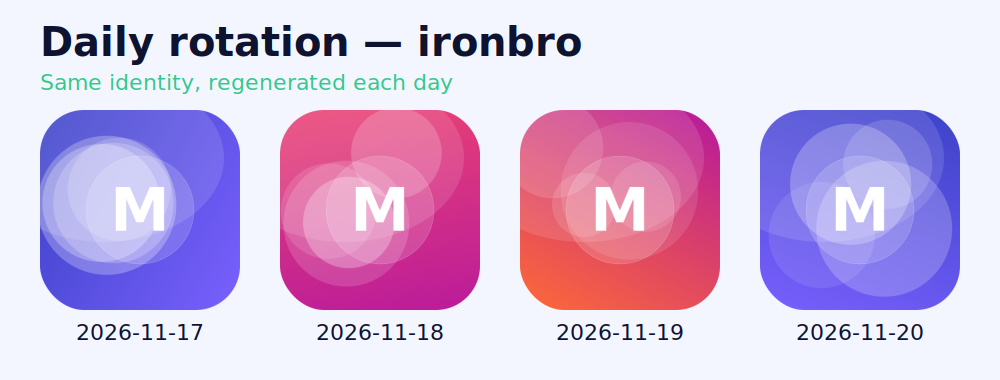 Daily rotation — ironbro
Same identity, regenerated each day
M M M M
2026-11-17 2026-11-18 2026-11-19 2026-11-20